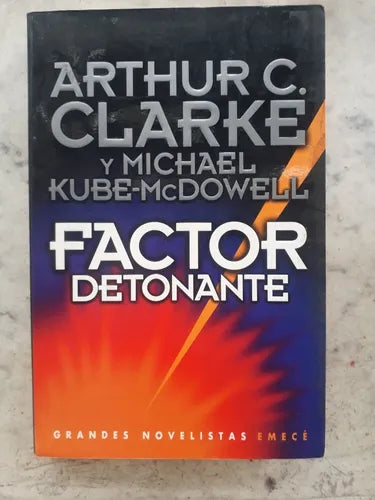 ARTHUR C.
CLARKE
Y MICHAEL
KUBE-McDOWELL
FACTOR
DETONANTE
GRANDES NOVELISTAS EMECÉ